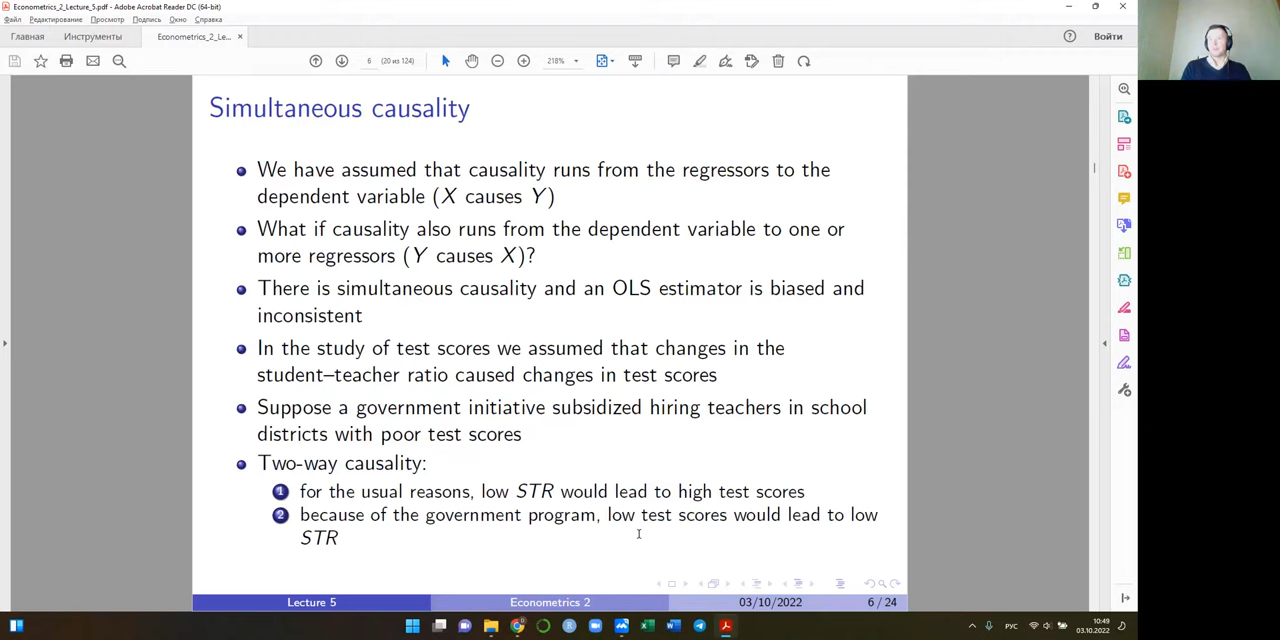 Econometrics_2_Lecture_5.pdf - Adobe Acrobat Reader DC (64-bit)
Файл Редактирование Просмотр Подпись Окно Справка
Главная Инструменты Econometrics_2_Le... × Войти
6 (20 из 124) 218%
Simultaneous causality
We have assumed that causality runs from the regressors to the
dependent variable (X causes Y)
What if causality also runs from the dependent variable to one or
more regressors (Y causes X)?
There is simultaneous causality and an OLS estimator is biased and
inconsistent
In the study of test scores we assumed that changes in the
student–teacher ratio caused changes in test scores
Suppose a government initiative subsidized hiring teachers in school
districts with poor test scores
Two-way causality:
1 for the usual reasons, low STR would lead to high test scores
2 because of the government program, low test scores would lead to low
STR
Lecture 5 Econometrics 2 03/10/2022 6 / 24
РУС 10:49
03.10.2022